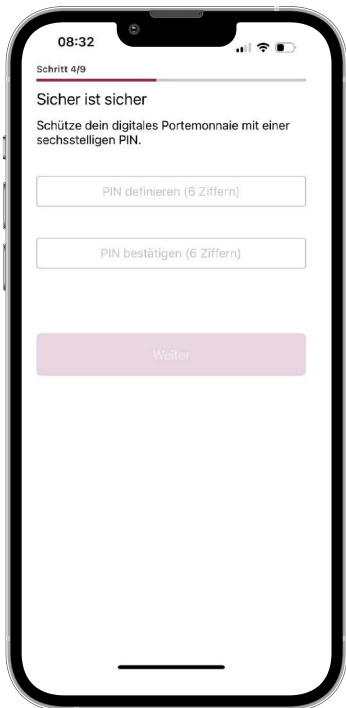 08:32
Schritt 4/9
Sicher ist sicher
Schütze dein digitales Portemonnaie mit einer
sechsstelligen PIN.
PIN definieren (6 Ziffern)
PIN bestätigen (6 Ziffern)
Weiter